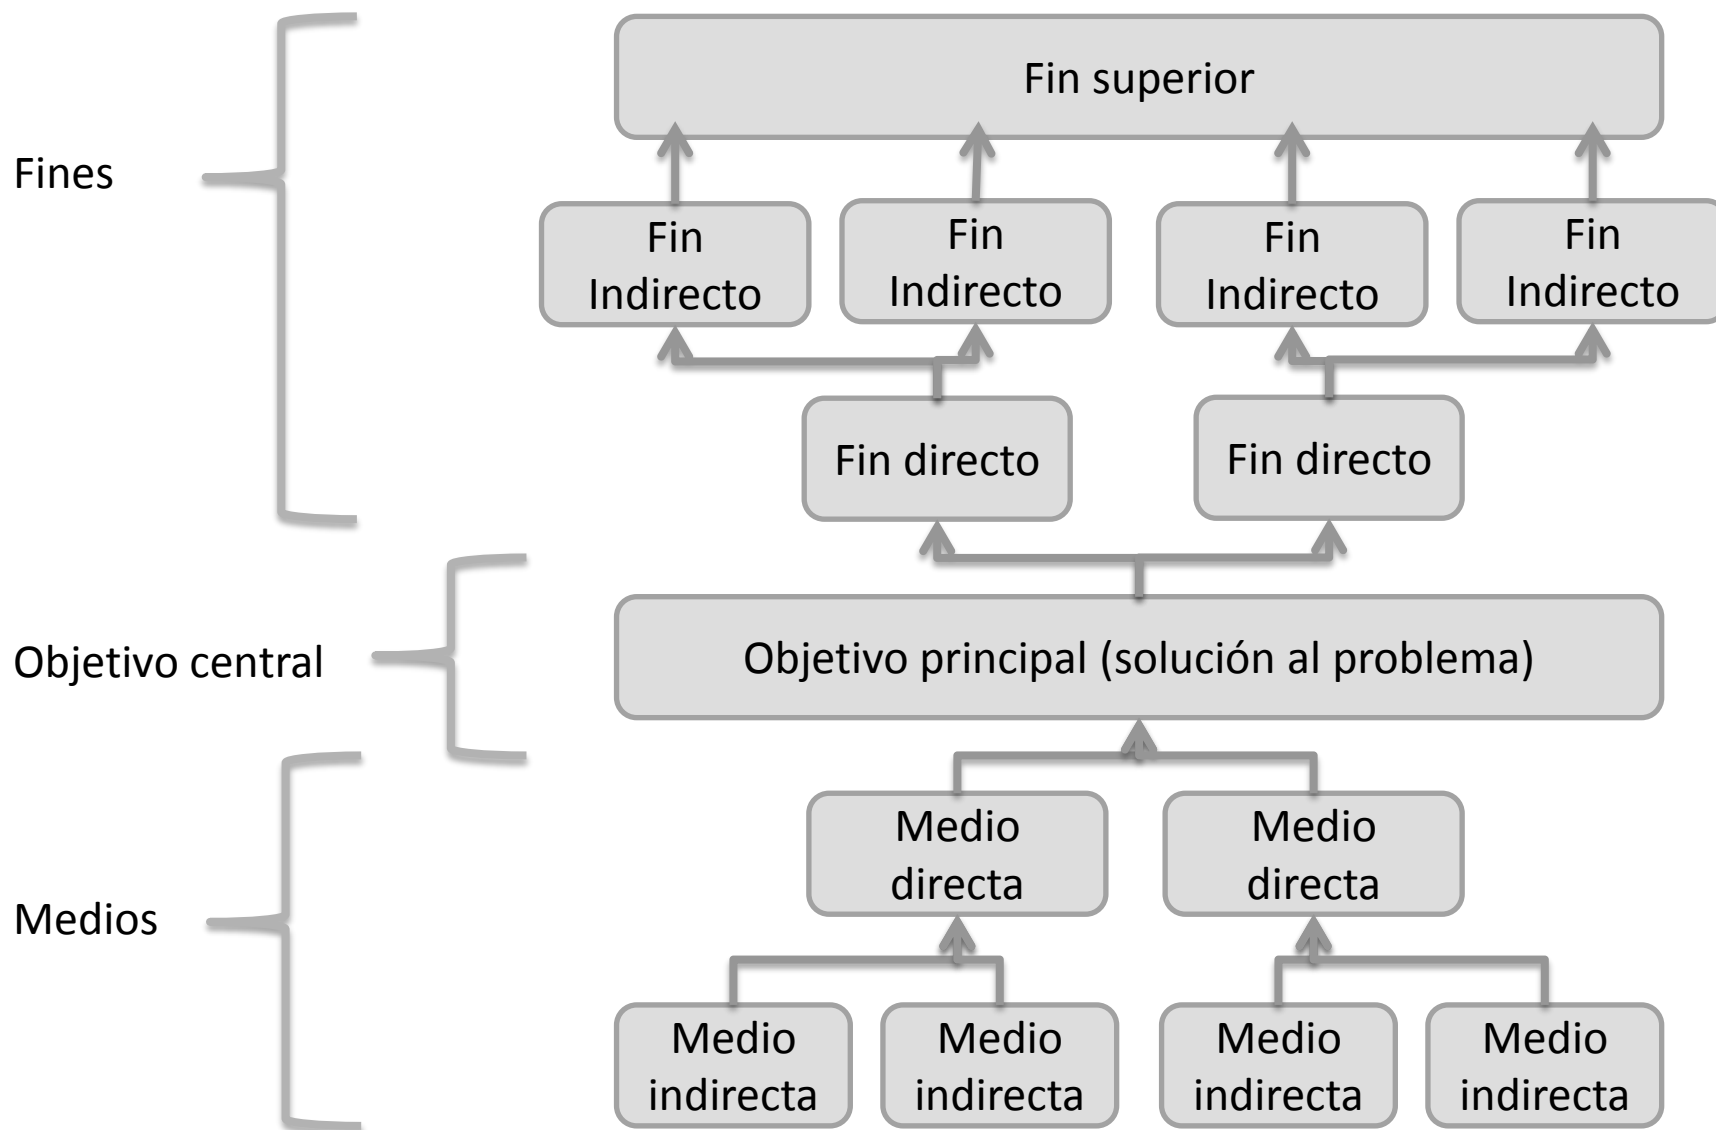 Fin superior
Fines
Fin
Indirecto
Fin
Indirecto
Fin
Indirecto
Fin
Indirecto
Fin directo
Fin directo
Objetivo central
Objetivo principal (solución al problema)
Medio
directa
Medio
directa
Medios
Medio
indirecta
Medio
indirecta
Medio
indirecta
Medio
indirecta